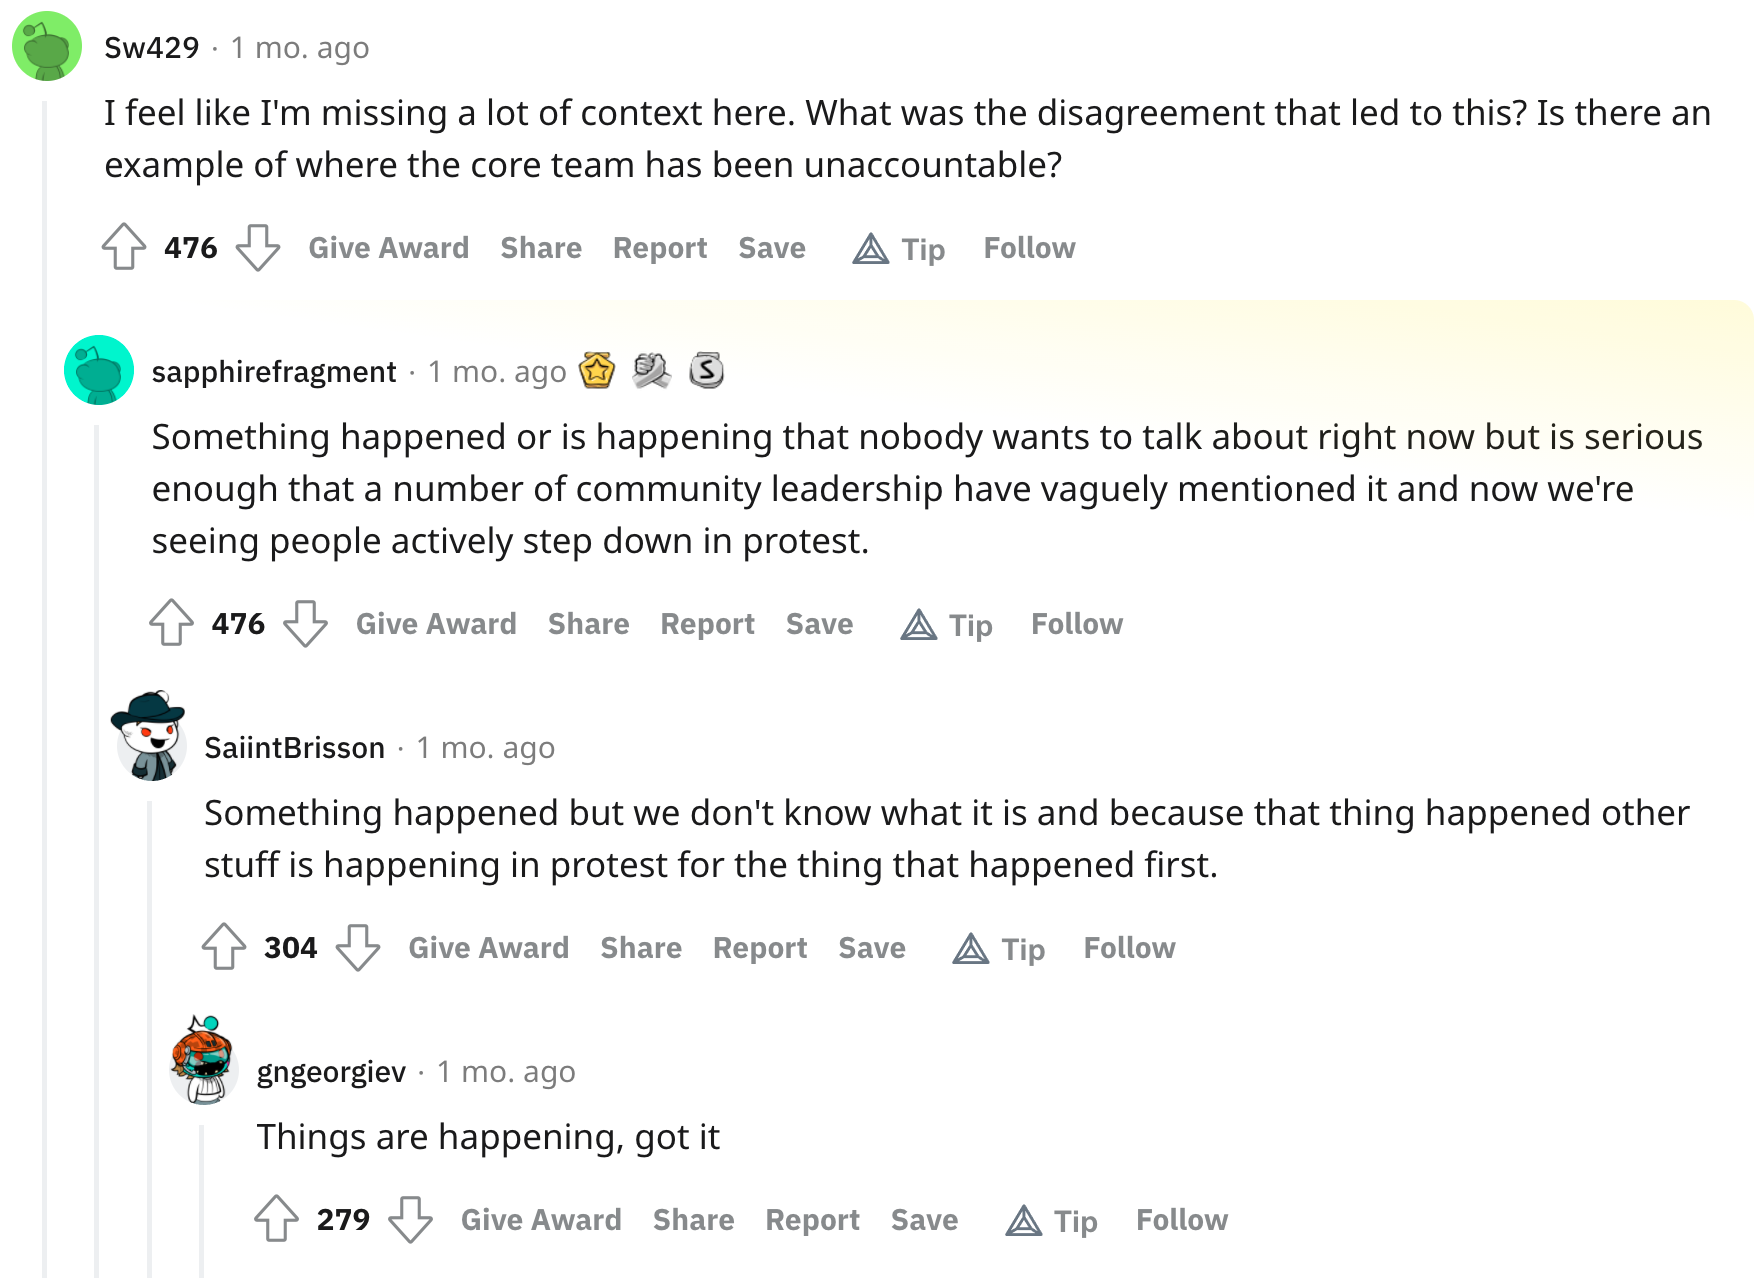 Sw429 · 1 mo. ago
I feel like I'm missing a lot of context here. What was the disagreement that led to this? Is there an
example of where the core team has been unaccountable?
476 Give Award Share Report Save Tip Follow
sapphirefragment · 1 mo. ago S
Something happened or is happening that nobody wants to talk about right now but is serious
enough that a number of community leadership have vaguely mentioned it and now we're
seeing people actively step down in protest.
476 Give Award Share Report Save Tip Follow
SaiintBrisson · 1 mo. ago
Something happened but we don't know what it is and because that thing happened other
stuff is happening in protest for the thing that happened first.
304 Give Award Share Report Save Tip Follow
gngeorgiev · 1 mo. ago
Things are happening, got it
279 Give Award Share Report Save Tip Follow